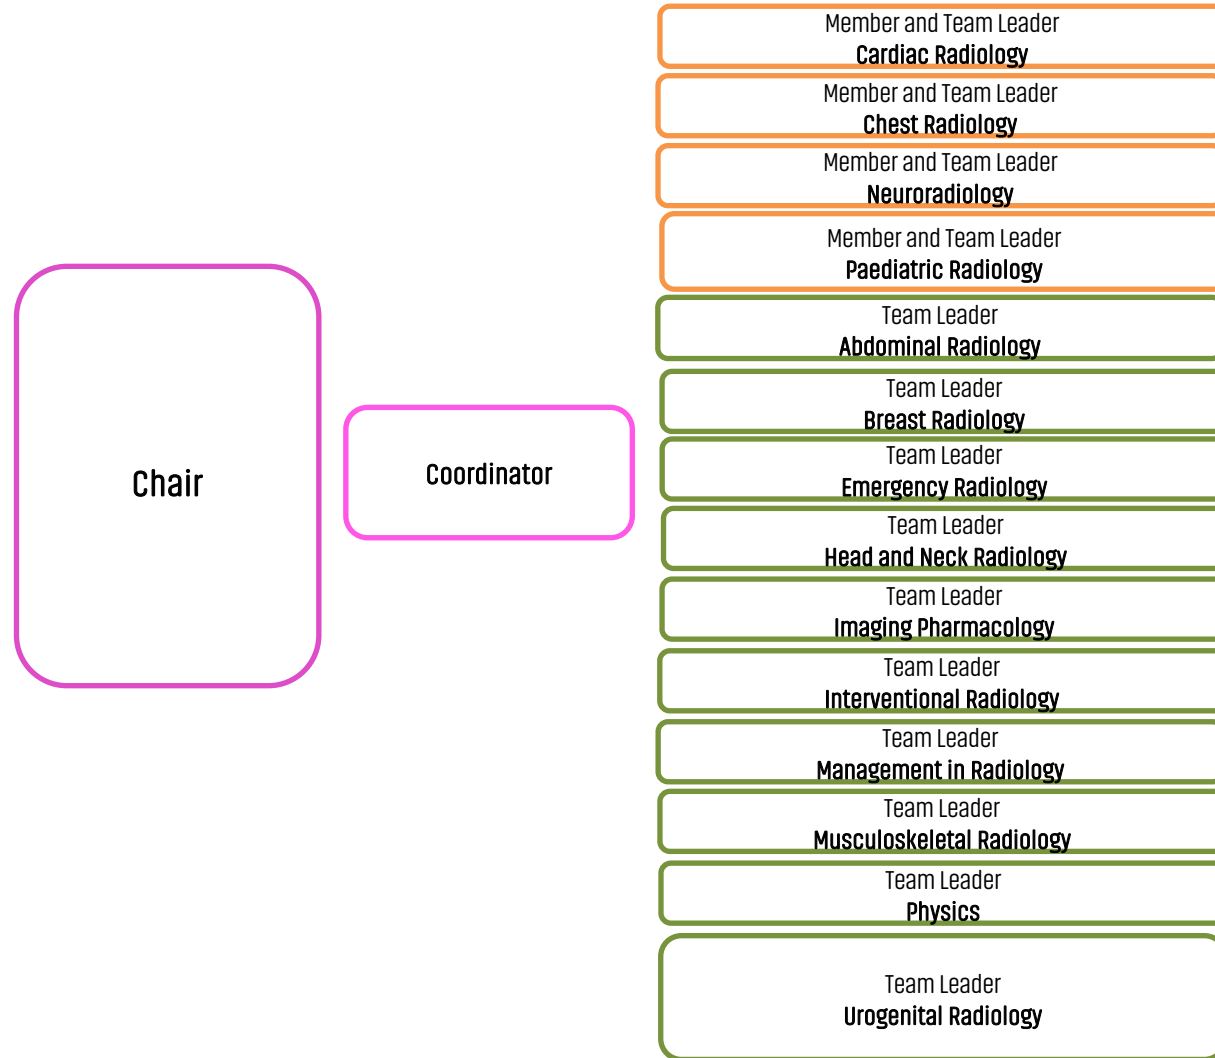 Chair
Coordinator
Member and Team Leader
Cardiac Radiology
Member and Team Leader
Chest Radiology
Member and Team Leader
Neuroradiology
Member and Team Leader
Paediatric Radiology
Team Leader
Abdominal Radiology
Team Leader
Breast Radiology
Team Leader
Emergency Radiology
Team Leader
Head and Neck Radiology
Team Leader
Imaging Pharmacology
Team Leader
Interventional Radiology
Team Leader
Management in Radiology
Team Leader
Musculoskeletal Radiology
Team Leader
Physics
Team Leader
Urogenital Radiology